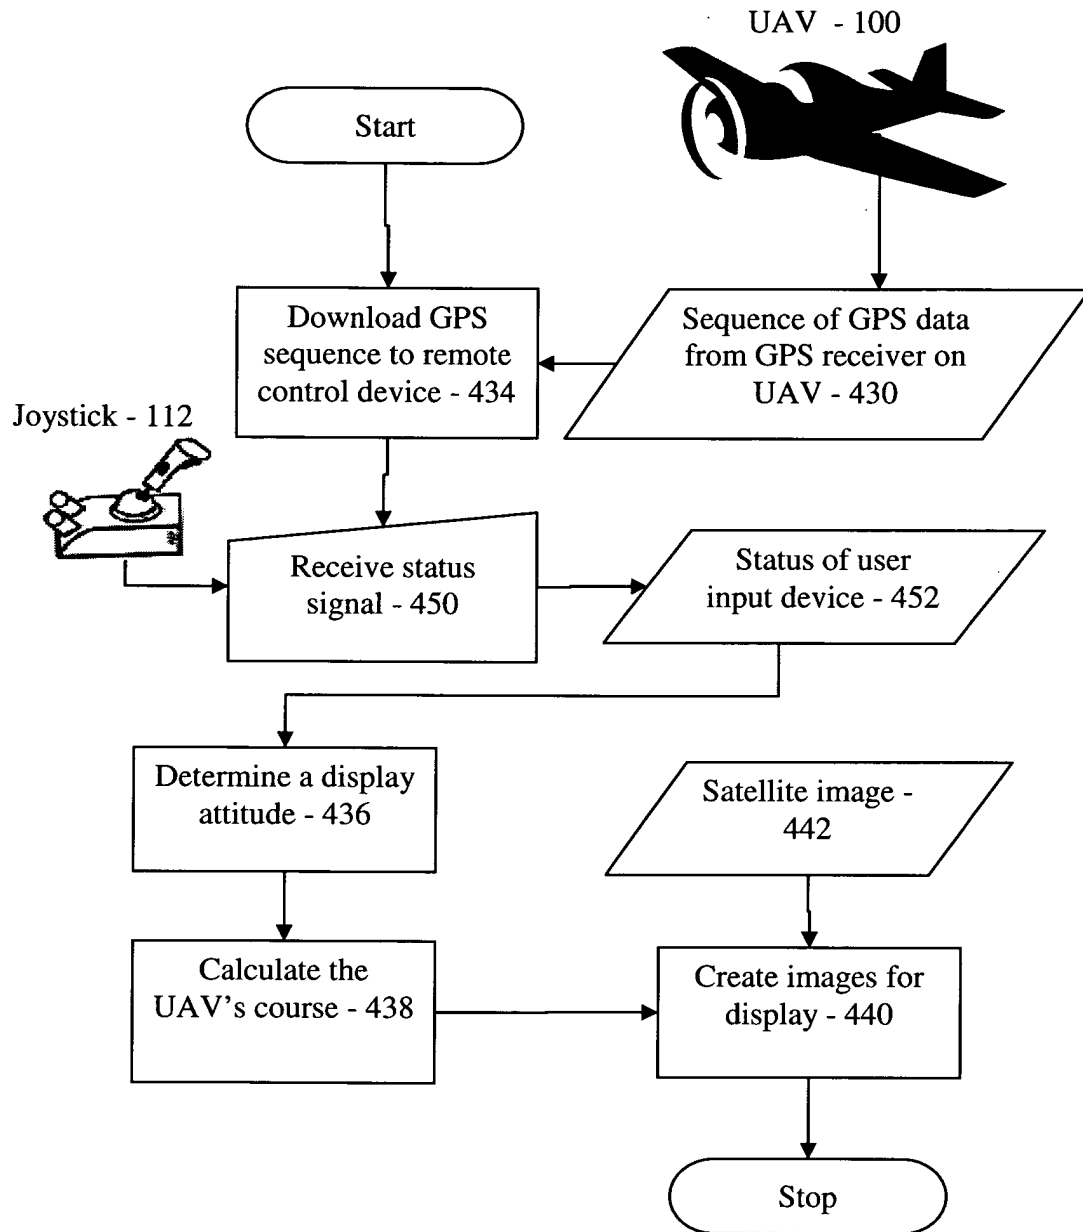 UAV - 100
Start
Download GPS
sequence to remote
control device - 434
Sequence of GPS data
from GPS receiver on
UAV - 430
Joystick - 112
Receive status
signal - 450
Status of user
input device - 452
Determine a display
attitude - 436
Satellite image -
442
Calculate the
UAV's course - 438
Create images for
display - 440
Stop